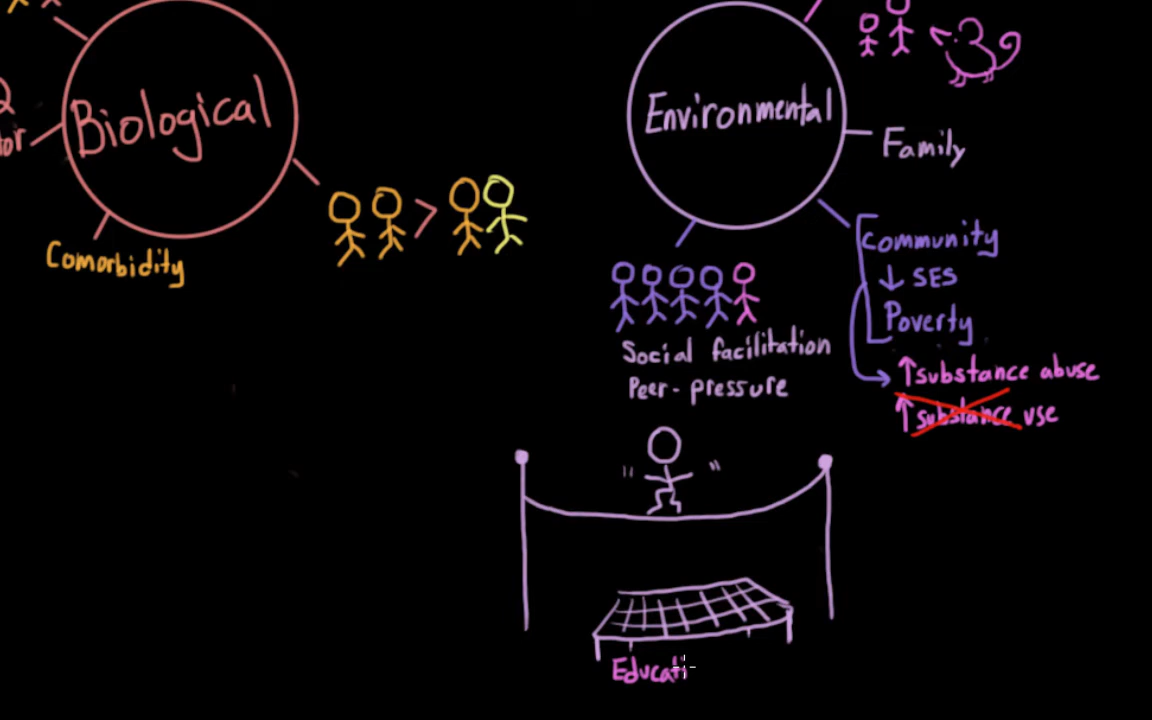 Biological
Comorbidity
>
Environmental
Family
Community
↓ SES
Poverty
↑substance abuse
↑substance use
Social facilitation
Peer-pressure
Educati